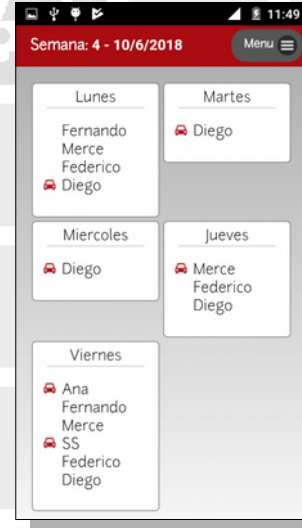 11:49
Semana: 4 - 10/6/2018
Menu
Lunes
Fernando
Merce
Federico
Diego
Martes
Diego
Miercoles
Diego
Jueves
Merce
Federico
Diego
Viernes
Ana
Fernando
Merce
SS
Federico
Diego